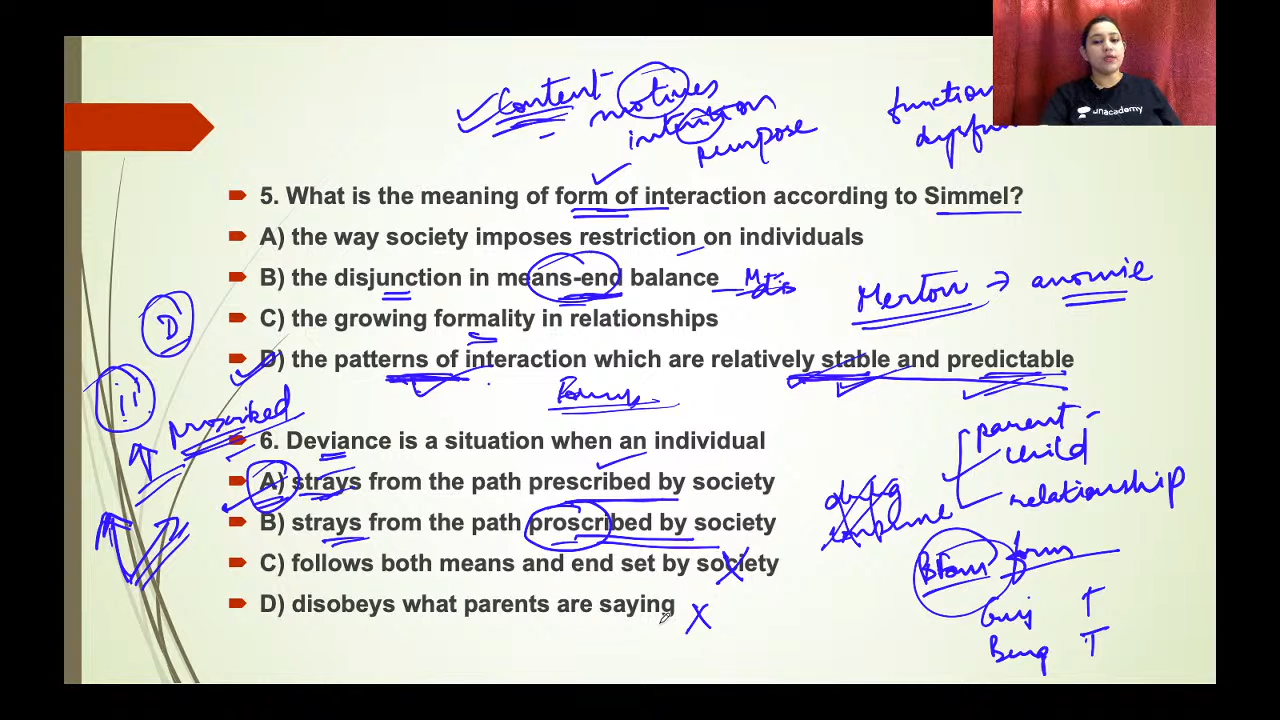 Content - motives
intention
purpose
function
unacademy
5. What is the meaning of form of interaction according to Simmel?
A) the way society imposes restriction on individuals
B) the disjunction in means-end balance
Merton → anomie
C) the growing formality in relationships
D
D) the patterns of interaction which are relatively stable and predictable
proscribed
6. Deviance is a situation when an individual
parent-
child
A) strays from the path prescribed by society
relationship
B) strays from the path proscribed by society
C) follows both means and end set by society
form
D) disobeys what parents are saying
T
T